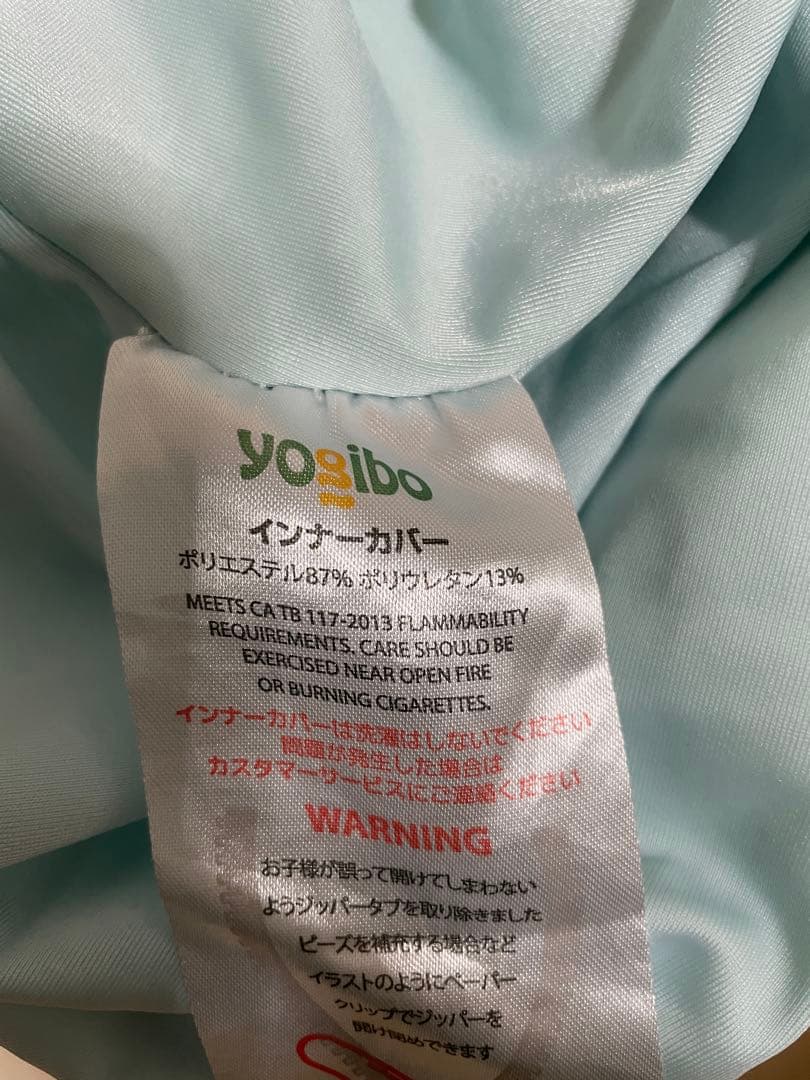 yogibo
インナーカバー
ポリエステル87% ポリウレタン13%
MEETS CA TB 117-2013 FLAMMABILITY
REQUIREMENTS. CARE SHOULD BE
EXERCISED NEAR OPEN FIRE
OR BURNING CIGARETTES.
インナーカバーは洗濯はしないでください
問題が発生した場合は
カスタマーサービスにご連絡ください
WARNING
お子様が誤って開けてしまわない
ようジッパータブを取り除きました
ビーズを補充する場合など
イラストのようにペーパー
クリップでジッパーを
開け閉めできます